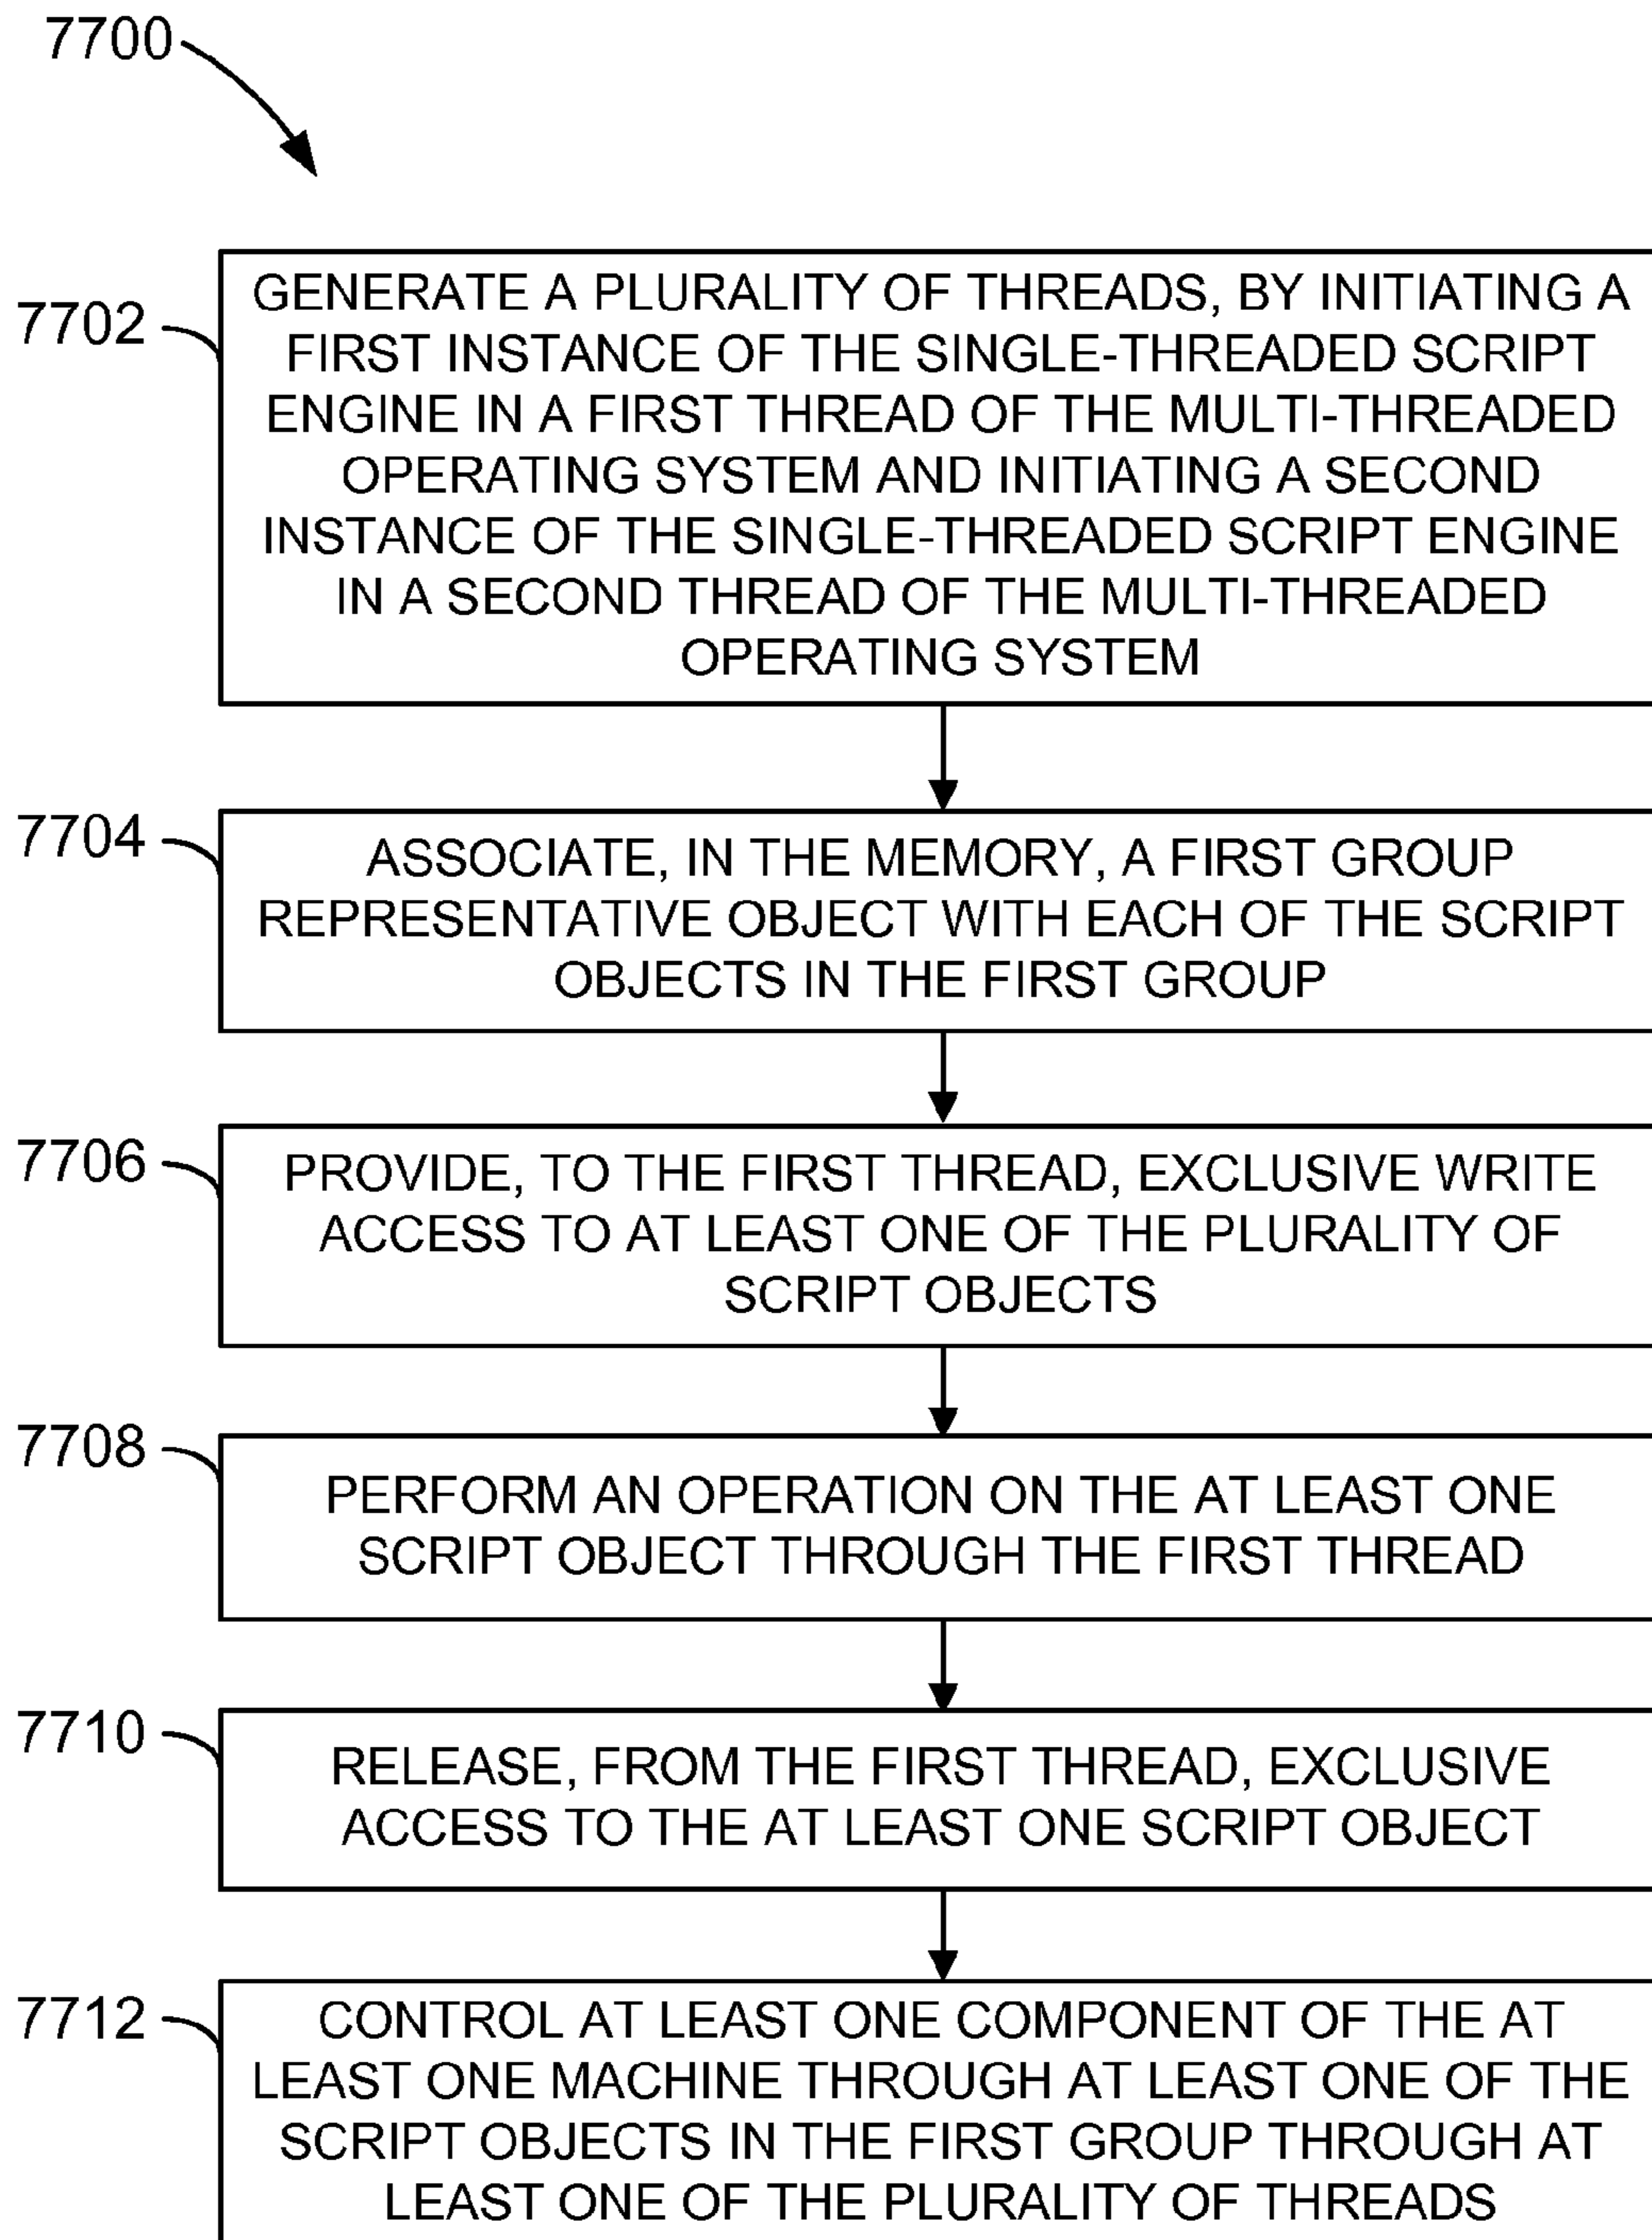 7700
7702
GENERATE A PLURALITY OF THREADS, BY INITIATING A
FIRST INSTANCE OF THE SINGLE-THREADED SCRIPT
ENGINE IN A FIRST THREAD OF THE MULTI-THREADED
OPERATING SYSTEM AND INITIATING A SECOND
INSTANCE OF THE SINGLE-THREADED SCRIPT ENGINE
IN A SECOND THREAD OF THE MULTI-THREADED
OPERATING SYSTEM
7704
ASSOCIATE, IN THE MEMORY, A FIRST GROUP
REPRESENTATIVE OBJECT WITH EACH OF THE SCRIPT
OBJECTS IN THE FIRST GROUP
7706
PROVIDE, TO THE FIRST THREAD, EXCLUSIVE WRITE
ACCESS TO AT LEAST ONE OF THE PLURALITY OF
SCRIPT OBJECTS
7708
PERFORM AN OPERATION ON THE AT LEAST ONE
SCRIPT OBJECT THROUGH THE FIRST THREAD
7710
RELEASE, FROM THE FIRST THREAD, EXCLUSIVE
ACCESS TO THE AT LEAST ONE SCRIPT OBJECT
7712
CONTROL AT LEAST ONE COMPONENT OF THE AT
LEAST ONE MACHINE THROUGH AT LEAST ONE OF THE
SCRIPT OBJECTS IN THE FIRST GROUP THROUGH AT
LEAST ONE OF THE PLURALITY OF THREADS